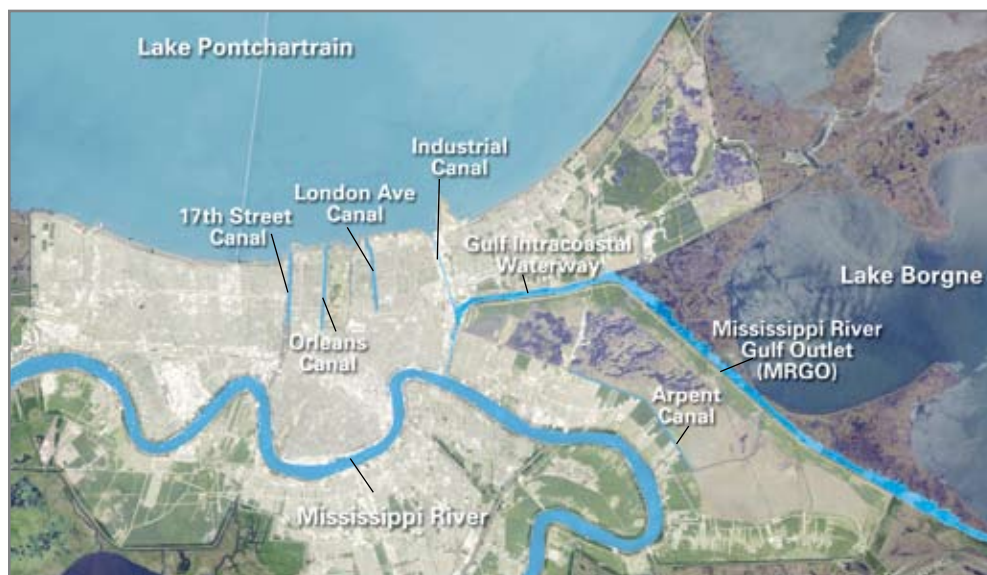 Lake Pontchartrain
Industrial
Canal
London Ave
Canal
17th Street
Canal
Gulf Intracoastal
Waterway
Lake Borgne
Orleans
Canal
Mississippi River
Gulf Outlet
(MRGO)
Arpent
Canal
Mississippi River